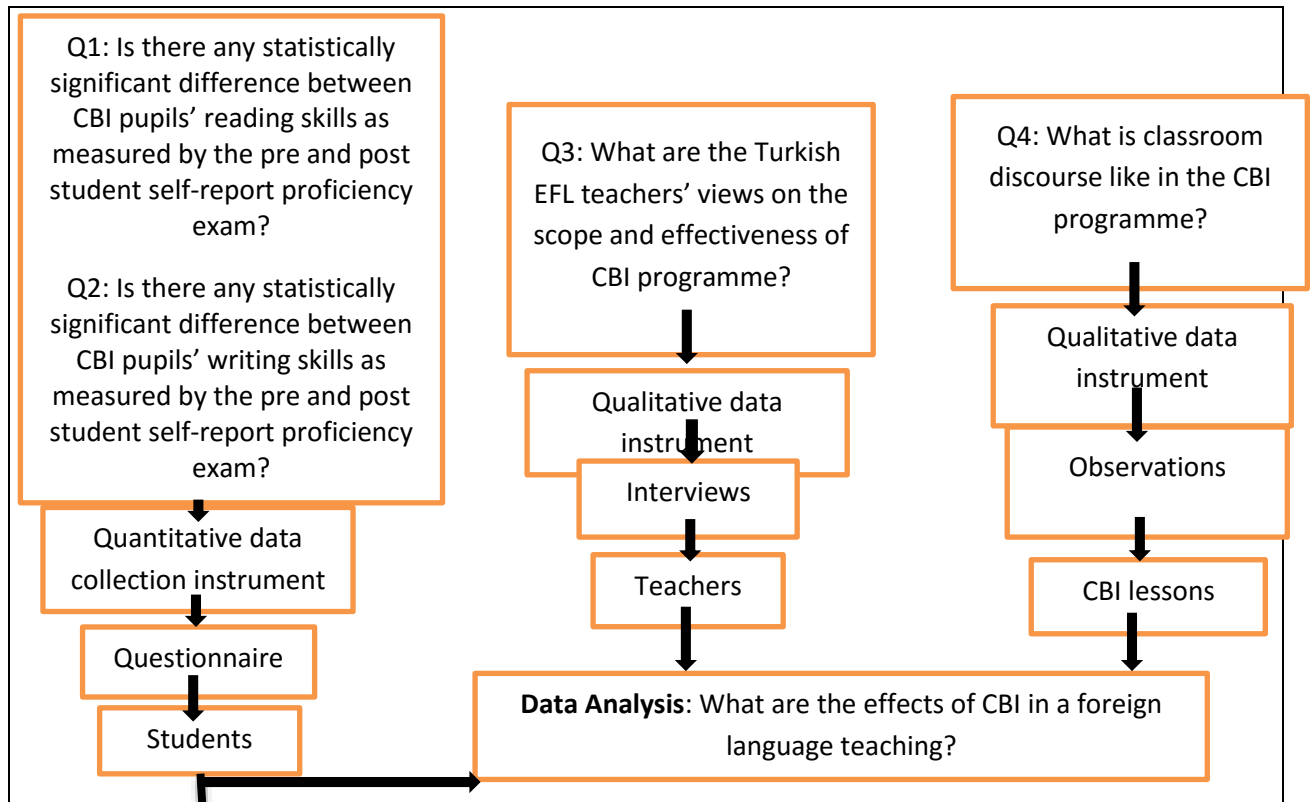 Q1: Is there any statistically
significant difference between
CBI pupils’ reading skills as
measured by the pre and post
student self-report proficiency
exam?
Q2: Is there any statistically
significant difference between
CBI pupils’ writing skills as
measured by the pre and post
student self-report proficiency
exam?
Quantitative data
collection instrument
Questionnaire
Students
Q3: What are the Turkish
EFL teachers’ views on the
scope and effectiveness of
CBI programme?
Qualitative data
instrument
Interviews
Teachers
Q4: What is classroom
discourse like in the CBI
programme?
Qualitative data
instrument
Observations
CBI lessons
Data Analysis: What are the effects of CBI in a foreign
language teaching?